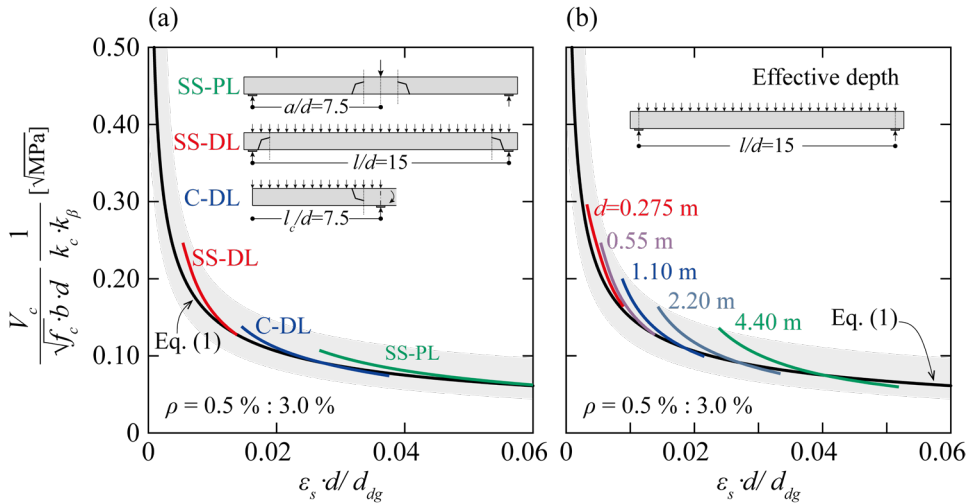 (a)
(b)
V_c / (√f_c · b · d) 1 / (k_c · k_β) [√MPa]
0.50
0.40
0.30
0.20
0.10
0
SS-PL
a/d=7.5
SS-DL
l/d=15
C-DL
l_c/d=7.5
SS-DL
C-DL
SS-PL
Eq. (1)
ρ = 0.5 % : 3.0 %
0
0.02
0.04
0.06
ε_s · d/ d_dg
Effective depth
l/d=15
d=0.275 m
0.55 m
1.10 m
2.20 m
4.40 m
Eq. (1)
ρ = 0.5 % : 3.0 %
0
0.02
0.04
0.06
ε_s · d/ d_dg